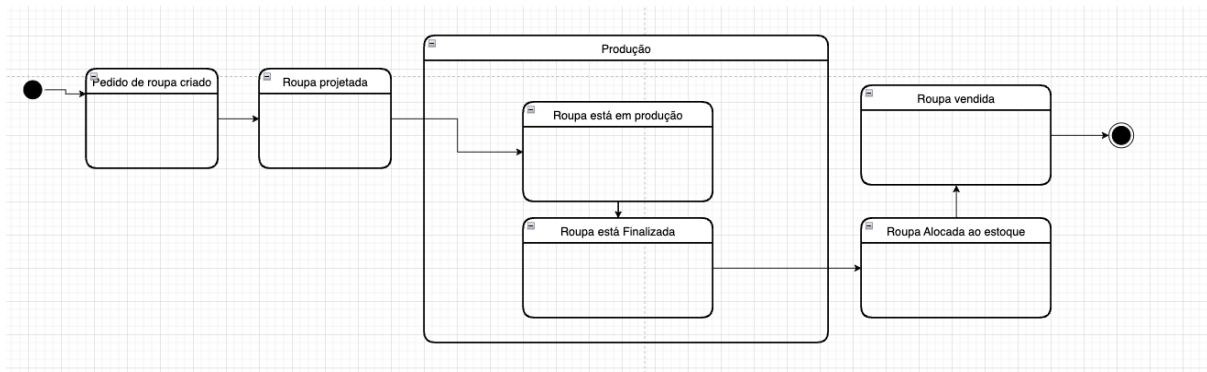 Pedido de roupa criado
Roupa projetada
Produção
Roupa está em produção
Roupa está Finalizada
Roupa vendida
Roupa Alocada ao estoque